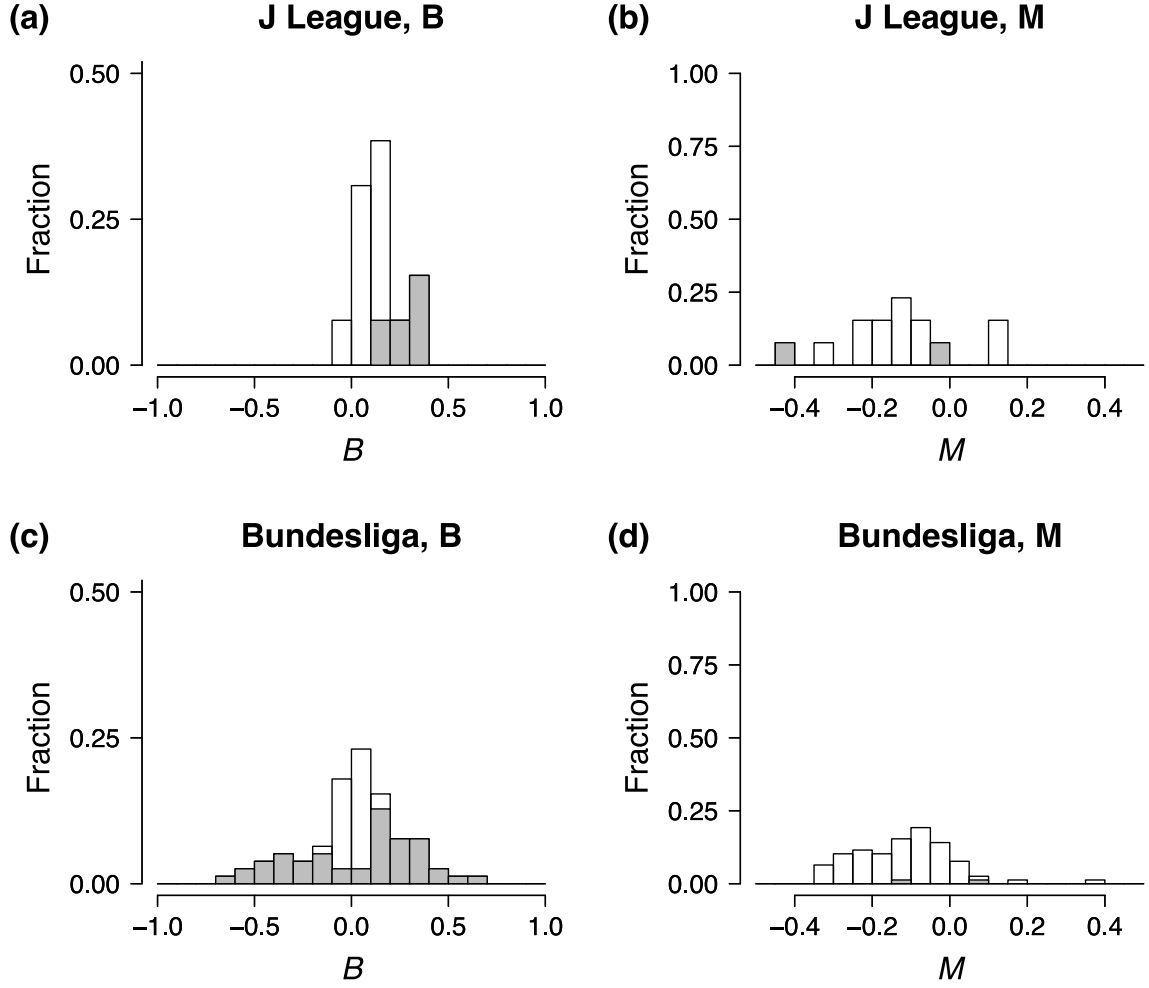 (a) J League, B
0.50
0.25
0.00
Fraction
−1.0 −0.5 0.0 0.5 1.0
B
(b) J League, M
1.00
0.75
0.50
0.25
0.00
Fraction
−0.4 −0.2 0.0 0.2 0.4
M
(c) Bundesliga, B
0.50
0.25
0.00
Fraction
−1.0 −0.5 0.0 0.5 1.0
B
(d) Bundesliga, M
1.00
0.75
0.50
0.25
0.00
Fraction
−0.4 −0.2 0.0 0.2 0.4
M